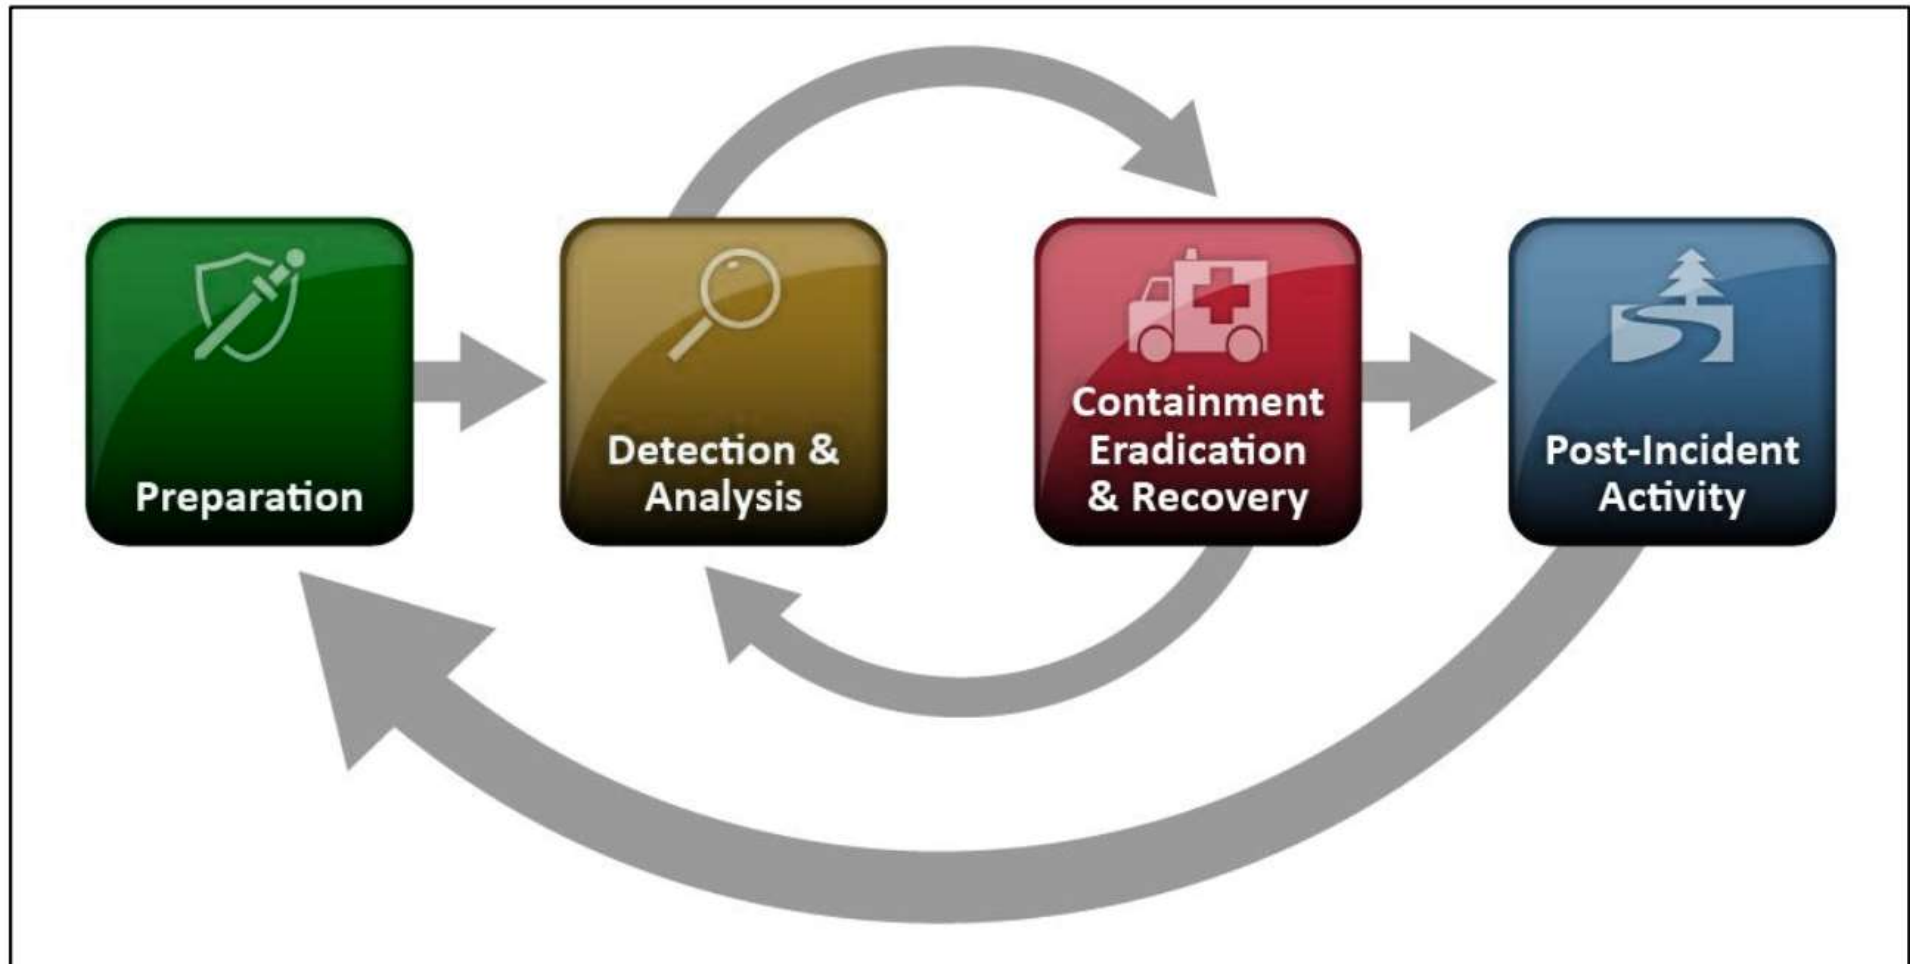 Preparation
Detection &
Analysis
Containment
Eradication
& Recovery
Post-Incident
Activity